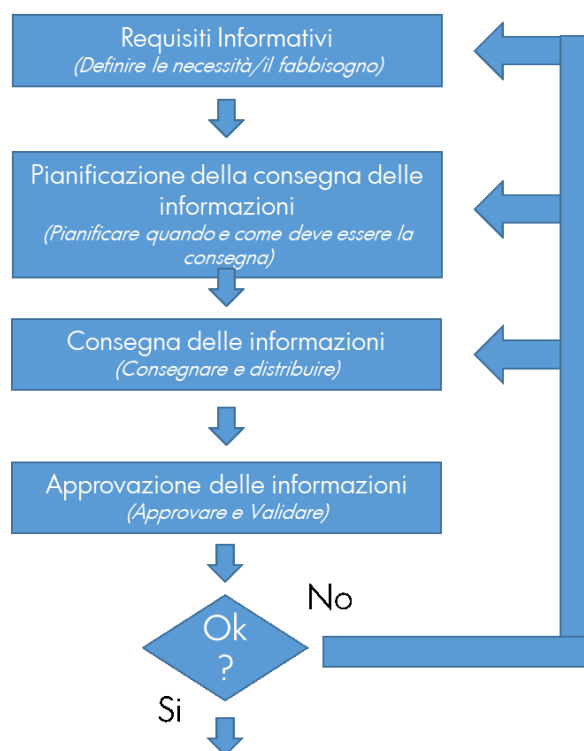 Requisiti Informativi
(Definire le necessità/il fabbisogno)
Pianificazione della consegna delle
informazioni
(Pianificare quando e come deve essere la
consegna)
Consegna delle informazioni
(Consegnare e distribuire)
Approvazione delle informazioni
(Approvare e Validare)
No
Ok
?
Si